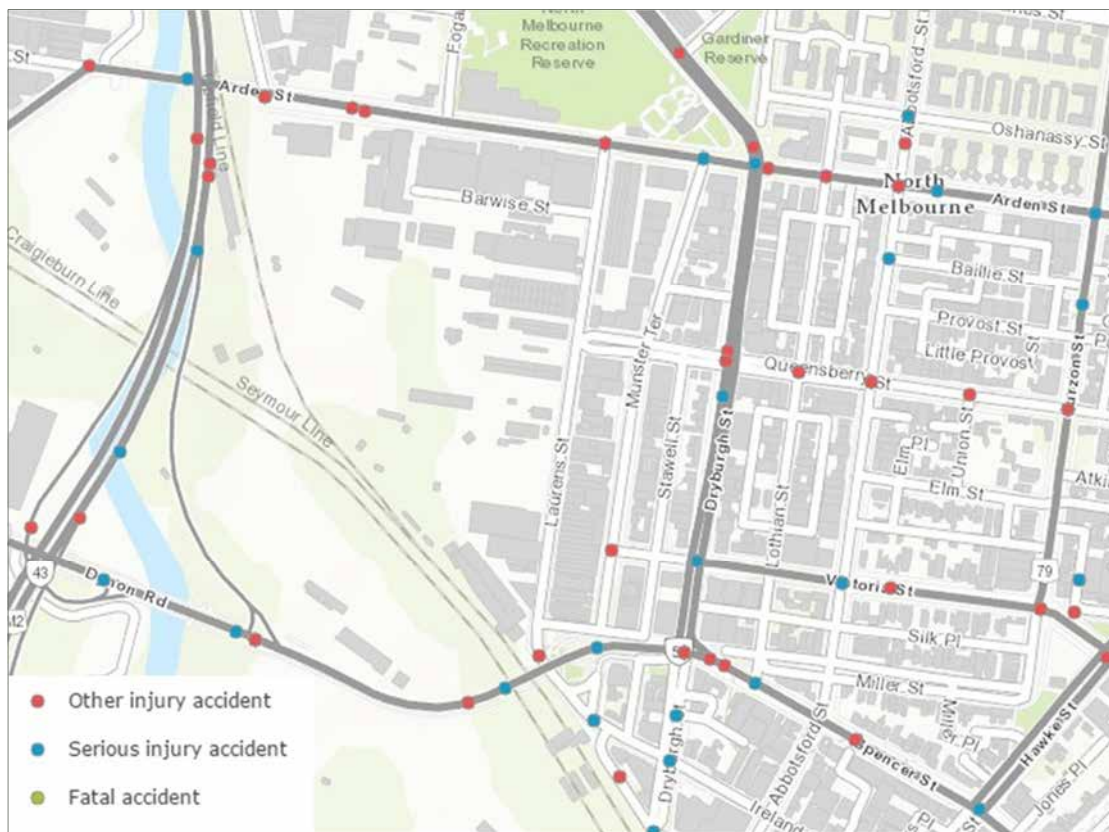 North
Melbourne
Recreation
Reserve
Gardiner
Reserve
Arden St
Oshanassy St
North
Melbourne
Arden St
Barwise St
Craigieburn Line
Baillie St
Provost St
Little Provost
Queensberry St
Munster Ter
Seymour Line
Dryburgh St
Stawell St
Laurens St
Lothian St
Elm Pl
Union St
Elm St
43
Dynon Rd
M2
79
Victoria St
Silk Pl
Miller St
Abbotsford St
Spencer St
Hawke St
Jones Pl
Dryburgh St
Other injury accident
Serious injury accident
Fatal accident